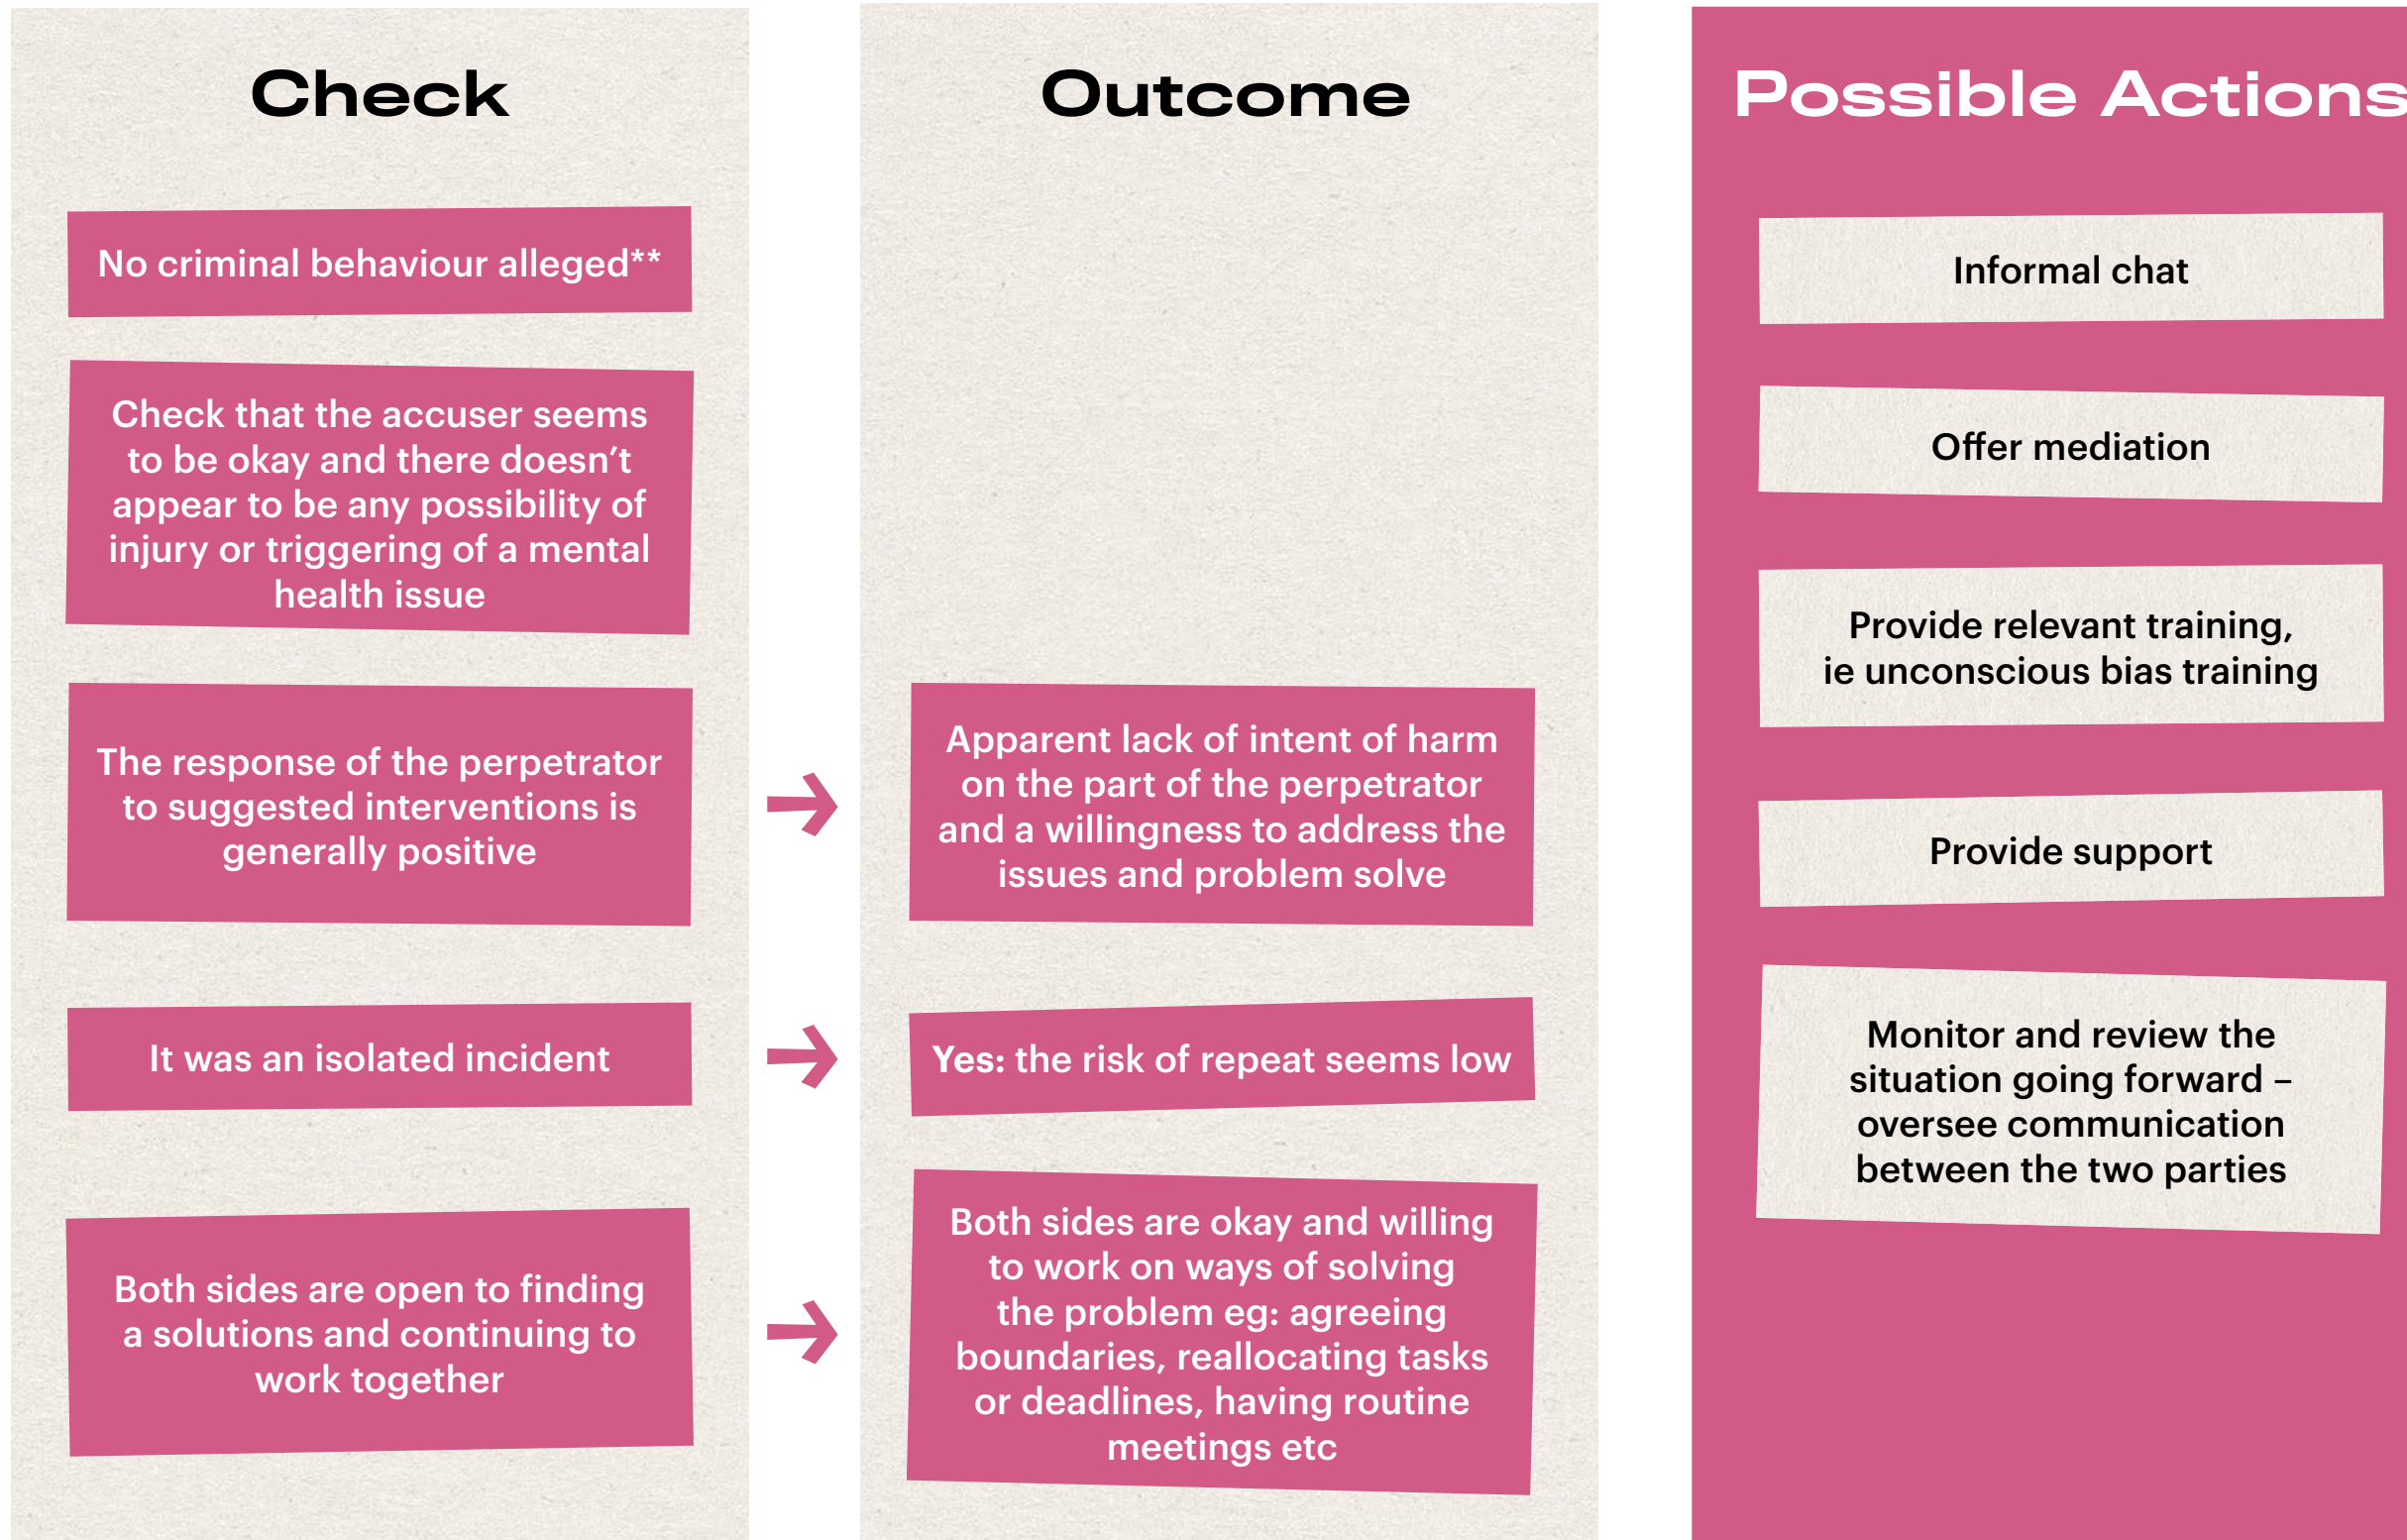 Check
No criminal behaviour alleged**
Check that the accuser seems
to be okay and there doesn’t
appear to be any possibility of
injury or triggering of a mental
health issue
The response of the perpetrator
to suggested interventions is
generally positive
It was an isolated incident
Both sides are open to finding
a solutions and continuing to
work together
Outcome
Apparent lack of intent of harm
on the part of the perpetrator
and a willingness to address the
issues and problem solve
Yes: the risk of repeat seems low
Both sides are okay and willing
to work on ways of solving
the problem eg: agreeing
boundaries, reallocating tasks
or deadlines, having routine
meetings etc
Possible Actions
Informal chat
Offer mediation
Provide relevant training,
ie unconscious bias training
Provide support
Monitor and review the
situation going forward –
oversee communication
between the two parties